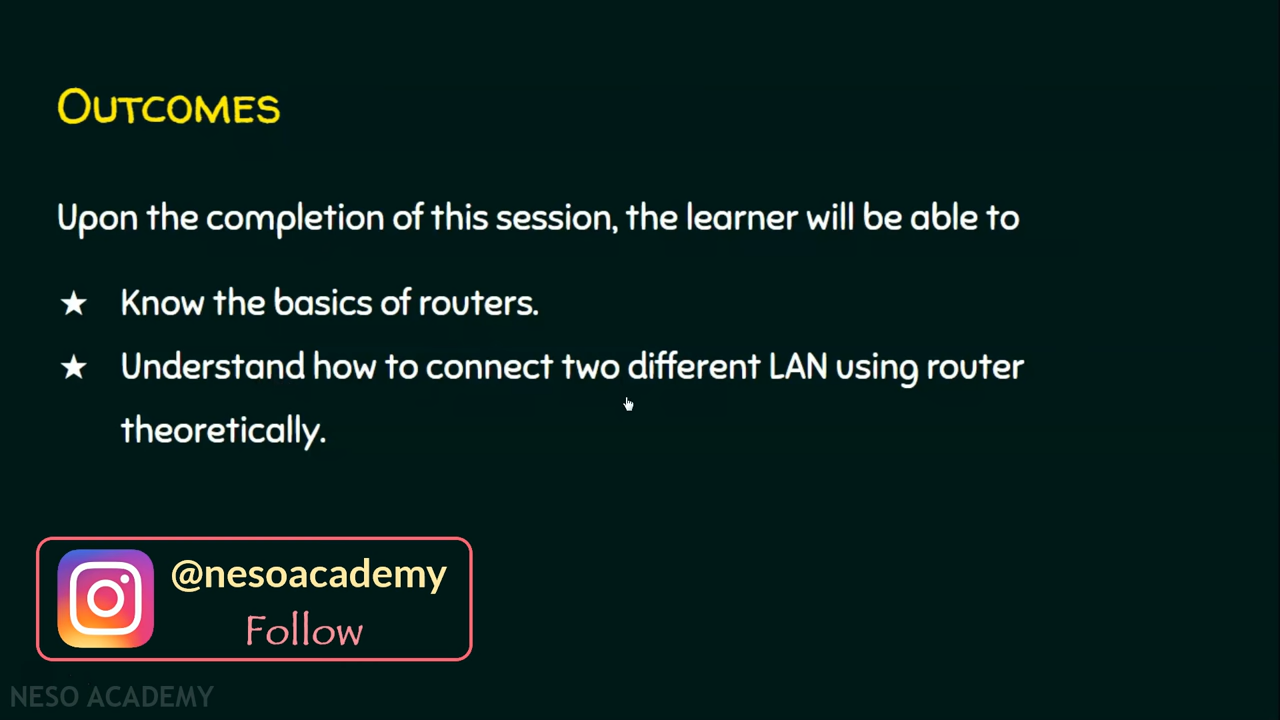 OUTCOMES
Upon the completion of this session, the learner will be able to
★ Know the basics of routers.
★ Understand how to connect two different LAN using router
theoretically.
@nesoacademy
Follow
NESO ACADEMY